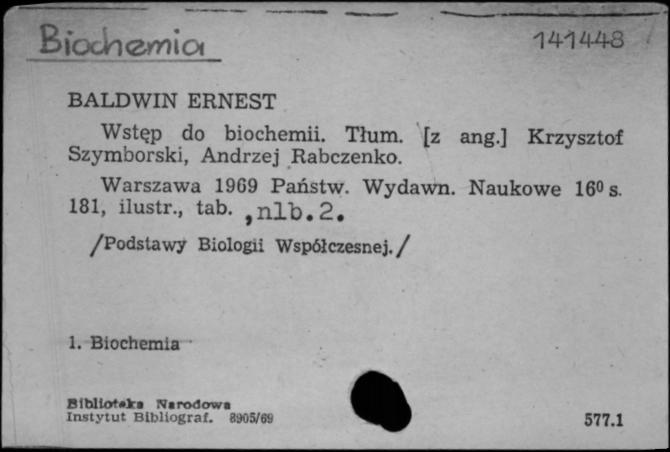 Biochemia 141448
BALDWIN ERNEST
Wstęp do biochemii. Tłum. [z ang.] Krzysztof
Szymborski, Andrzej Rabczenko.
Warszawa 1969 Państw. Wydawn. Naukowe 16⁰ s.
181, ilustr., tab. ,nlb.2.
/Podstawy Biologii Współczesnej./
1. Biochemia
Biblioteka Narodowa
Instytut Bibliograf. 8905/69
577.1